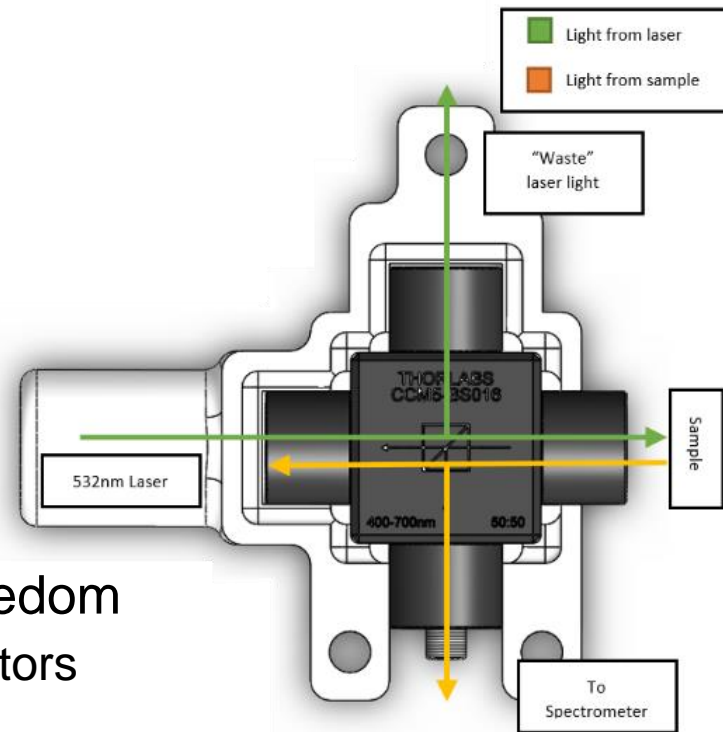 Light from laser
Light from sample
"Waste"
laser light
THORLABS
CCM5-BS016
Sample
532nm Laser
400-700nm 50:50
eedom
tors
To
Spectrometer